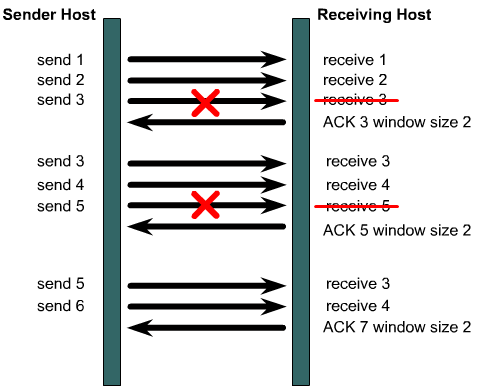 Sender Host Receiving Host
send 1 receive 1
send 2 receive 2
send 3 receive 3
ACK 3 window size 2
send 3 receive 3
send 4 receive 4
send 5 receive 5
ACK 5 window size 2
send 5 receive 3
send 6 receive 4
ACK 7 window size 2